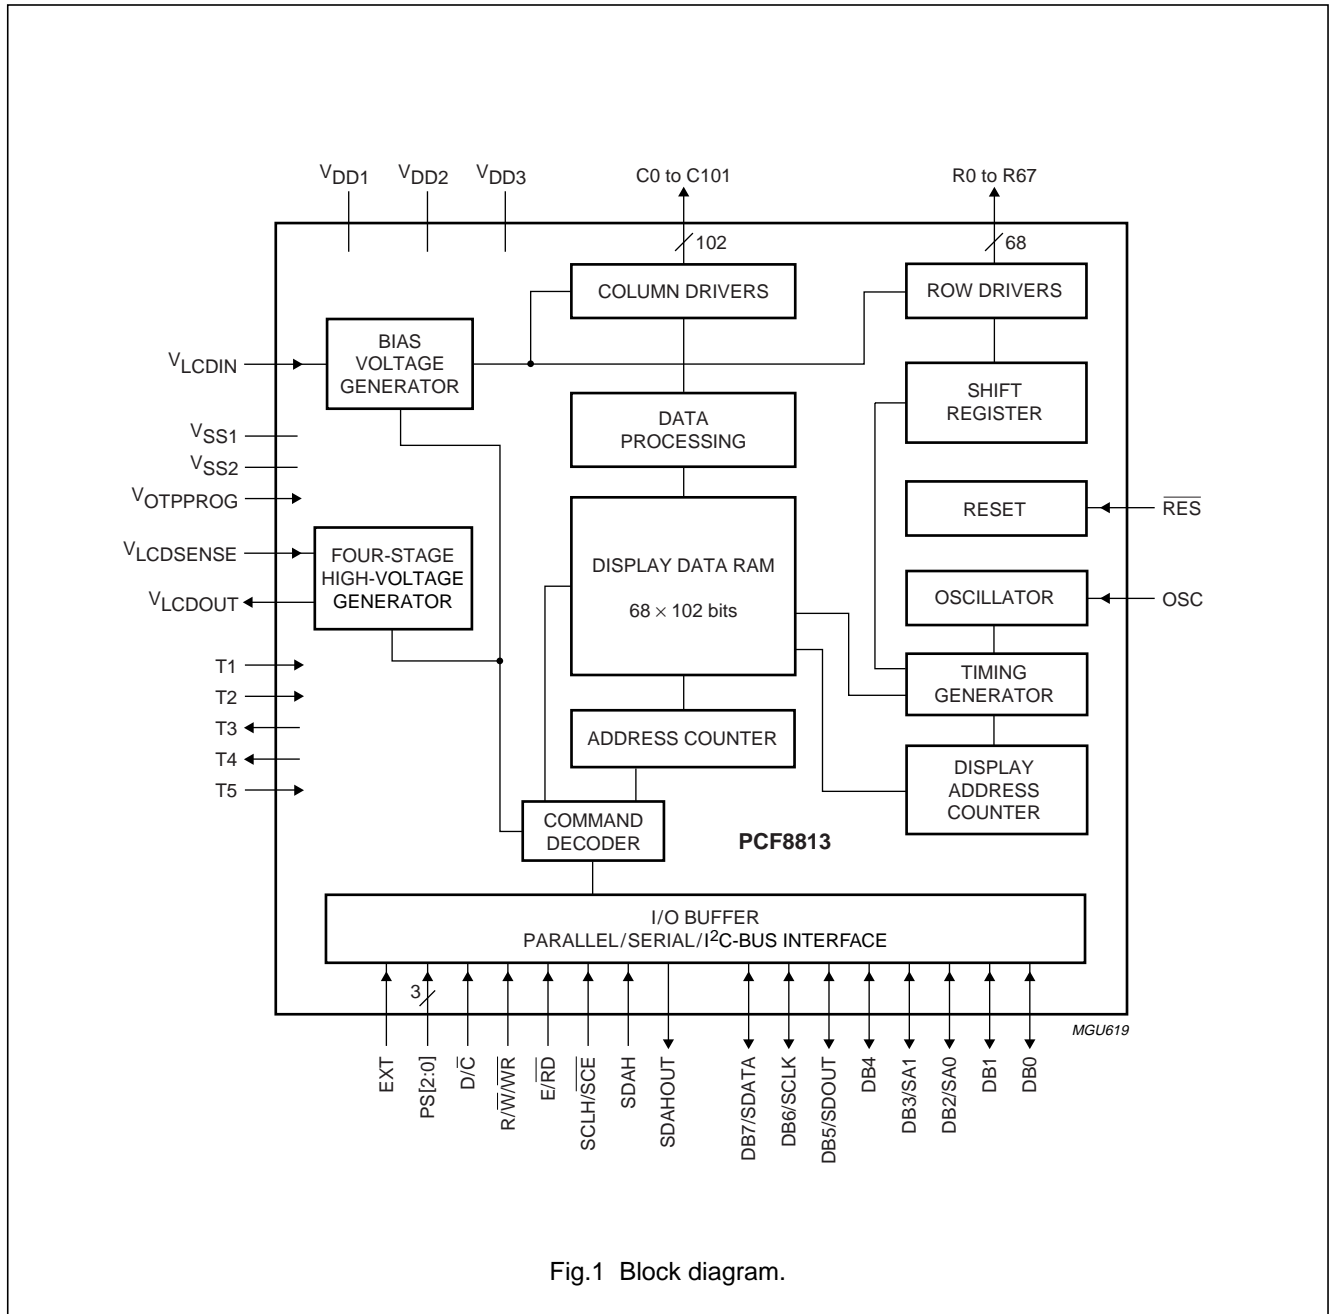 VDD1 VDD2 VDD3 C0 to C101 R0 to R67
102 68
COLUMN DRIVERS
ROW DRIVERS
BIAS
VOLTAGE
GENERATOR
VLCDIN
SHIFT
REGISTER
DATA
PROCESSING
VSS1
VSS2
VOTPPROG
RESET
R̅E̅S̅
VLCDSENSE
FOUR-STAGE
HIGH-VOLTAGE
GENERATOR
VLCDOUT
DISPLAY DATA RAM
68 × 102 bits
OSCILLATOR
OSC
TIMING
GENERATOR
T1
T2
T3
T4
T5
ADDRESS COUNTER
DISPLAY
ADDRESS
COUNTER
COMMAND
DECODER
PCF8813
I/O BUFFER
PARALLEL/SERIAL/I²C-BUS INTERFACE
3
MGU619
EXT
PS[2:0]
D/C̅
R/W̅/W̅R̅
E/R̅D̅
SCLH/S̅C̅E̅
SDAH
SDAHOUT
DB7/SDATA
DB6/SCLK
DB5/SDOUT
DB4
DB3/SA1
DB2/SA0
DB1
DB0
Fig.1 Block diagram.